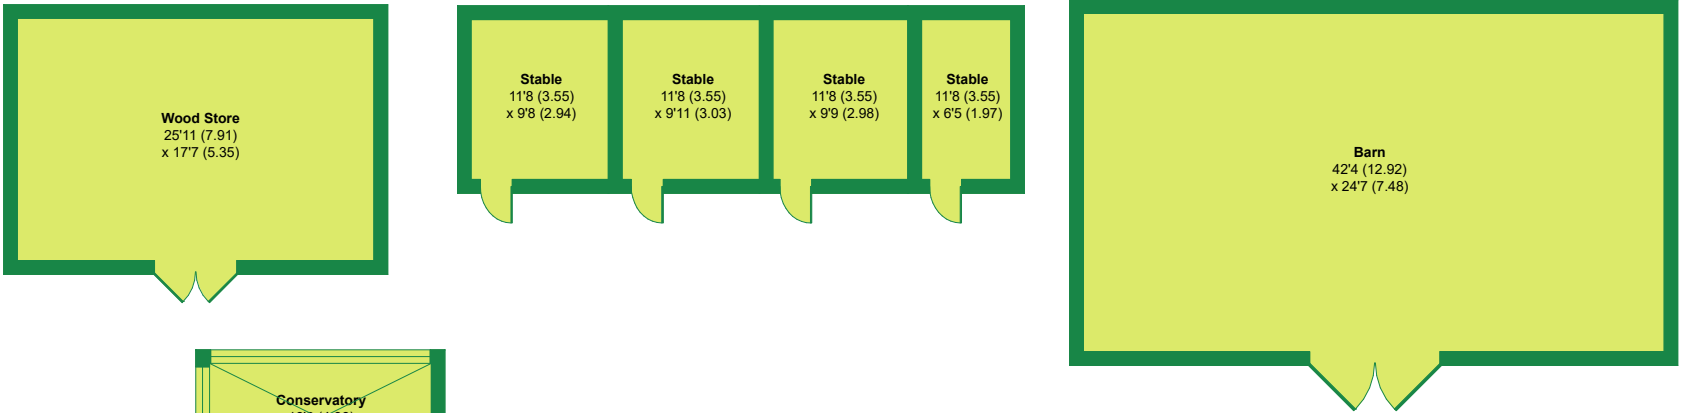 Wood Store
25'11 (7.91)
x 17'7 (5.35)
Stable
11'8 (3.55)
x 9'8 (2.94)
Stable
11'8 (3.55)
x 9'11 (3.03)
Stable
11'8 (3.55)
x 9'9 (2.98)
Stable
11'8 (3.55)
x 6'5 (1.97)
Barn
42'4 (12.92)
x 24'7 (7.48)
Conservatory